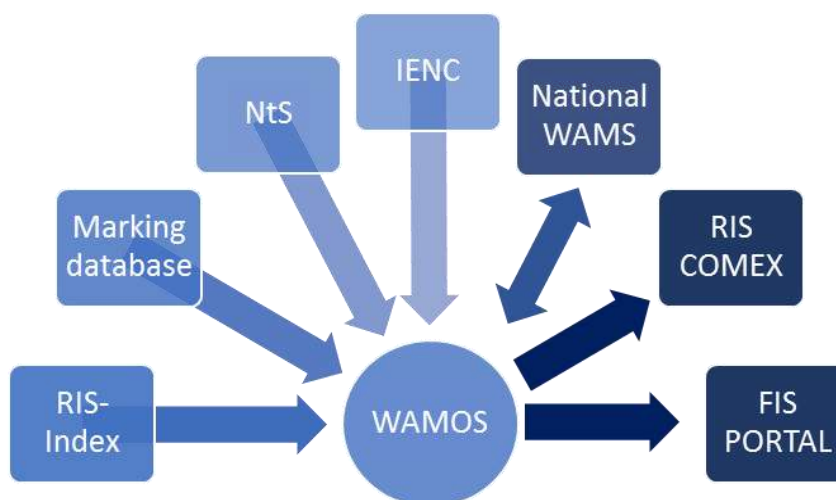 IENC
NtS
National
WAMS
Marking
database
RIS
COMEX
RIS-
Index
WAMOS
FIS
PORTAL